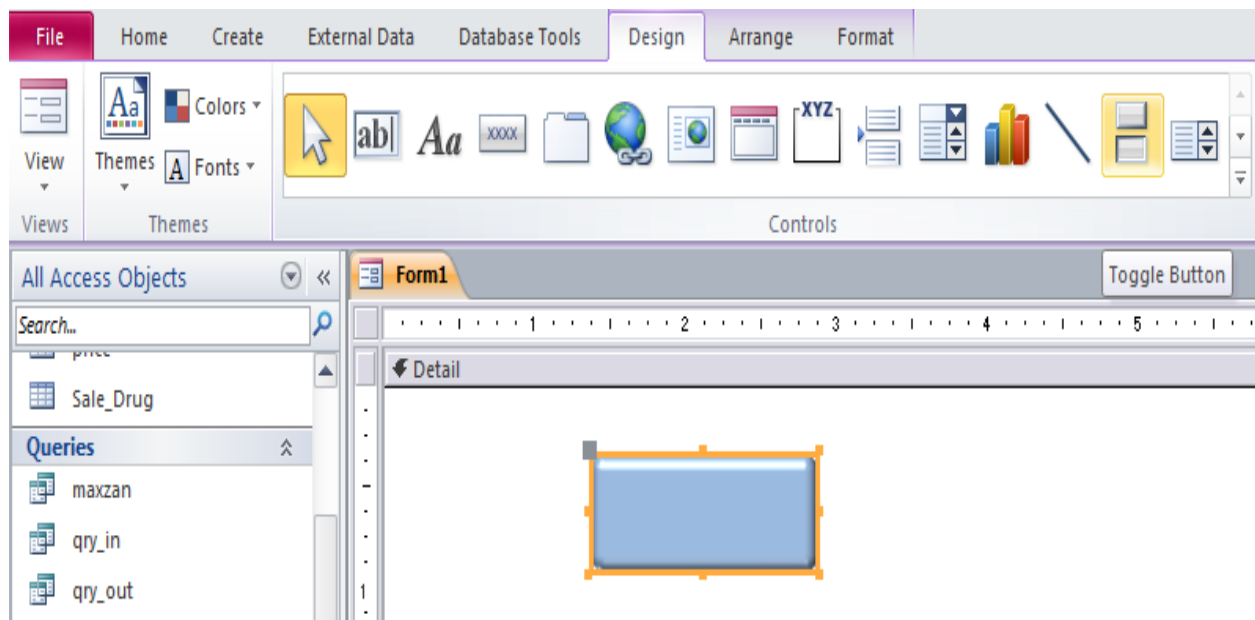 File Home Create External Data Database Tools Design Arrange Format
Aa Colors ab| Aa XXXX XYZ
View Themes A Fonts
Views Themes Controls
All Access Objects « Form1 Toggle Button
Search... 1 2 3 4 5
price Detail
Sale_Drug
Queries
maxzan
qry_in
qry_out 1